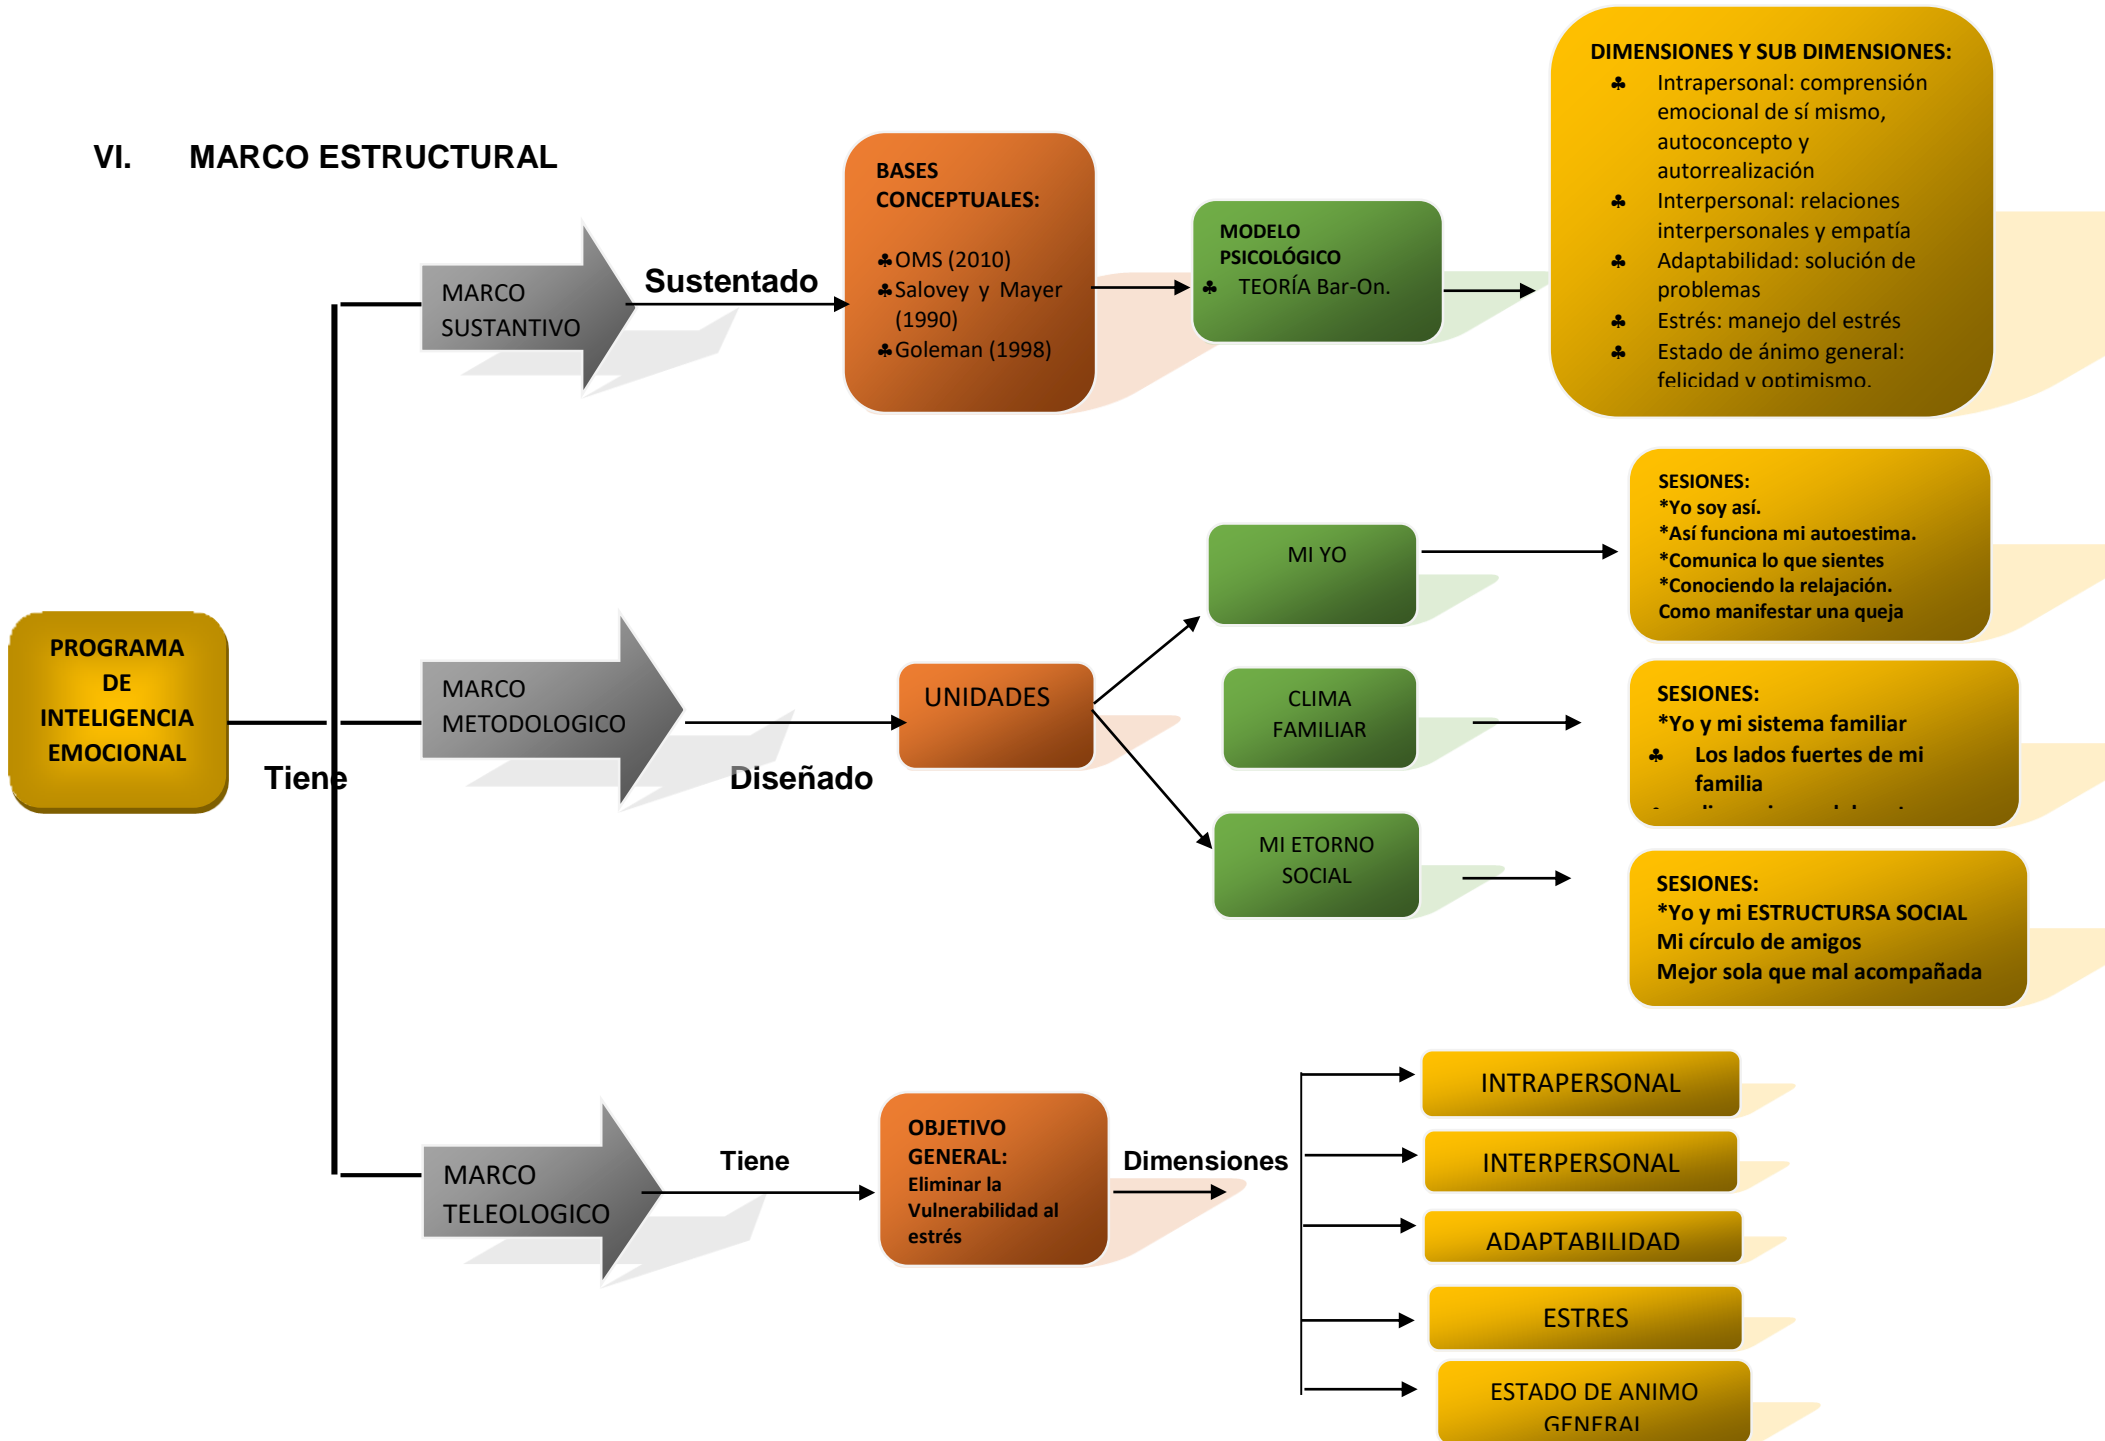 VI. MARCO ESTRUCTURAL
PROGRAMA
DE
INTELIGENCIA
EMOCIONAL
Tiene
MARCO
SUSTANTIVO
Sustentado
BASES
CONCEPTUALES:
♣OMS (2010)
♣Salovey y Mayer
(1990)
♣Goleman (1998)
MODELO
PSICOLÓGICO
♣ TEORÍA Bar-On.
DIMENSIONES Y SUB DIMENSIONES:
♣ Intrapersonal: comprensión
emocional de sí mismo,
autoconcepto y
autorrealización
♣ Interpersonal: relaciones
interpersonales y empatía
♣ Adaptabilidad: solución de
problemas
♣ Estrés: manejo del estrés
♣ Estado de ánimo general:
felicidad y optimismo.
MARCO
METODOLOGICO
Diseñado
UNIDADES
MI YO
SESIONES:
*Yo soy así.
*Así funciona mi autoestima.
*Comunica lo que sientes
*Conociendo la relajación.
Como manifestar una queja
CLIMA
FAMILIAR
SESIONES:
*Yo y mi sistema familiar
♣ Los lados fuertes de mi
familia
MI ETORNO
SOCIAL
SESIONES:
*Yo y mi ESTRUCTURSA SOCIAL
Mi círculo de amigos
Mejor sola que mal acompañada
MARCO
TELEOLOGICO
Tiene
OBJETIVO
GENERAL:
Eliminar la
Vulnerabilidad al
estrés
Dimensiones
INTRAPERSONAL
INTERPERSONAL
ADAPTABILIDAD
ESTRES
ESTADO DE ANIMO
GENERAL